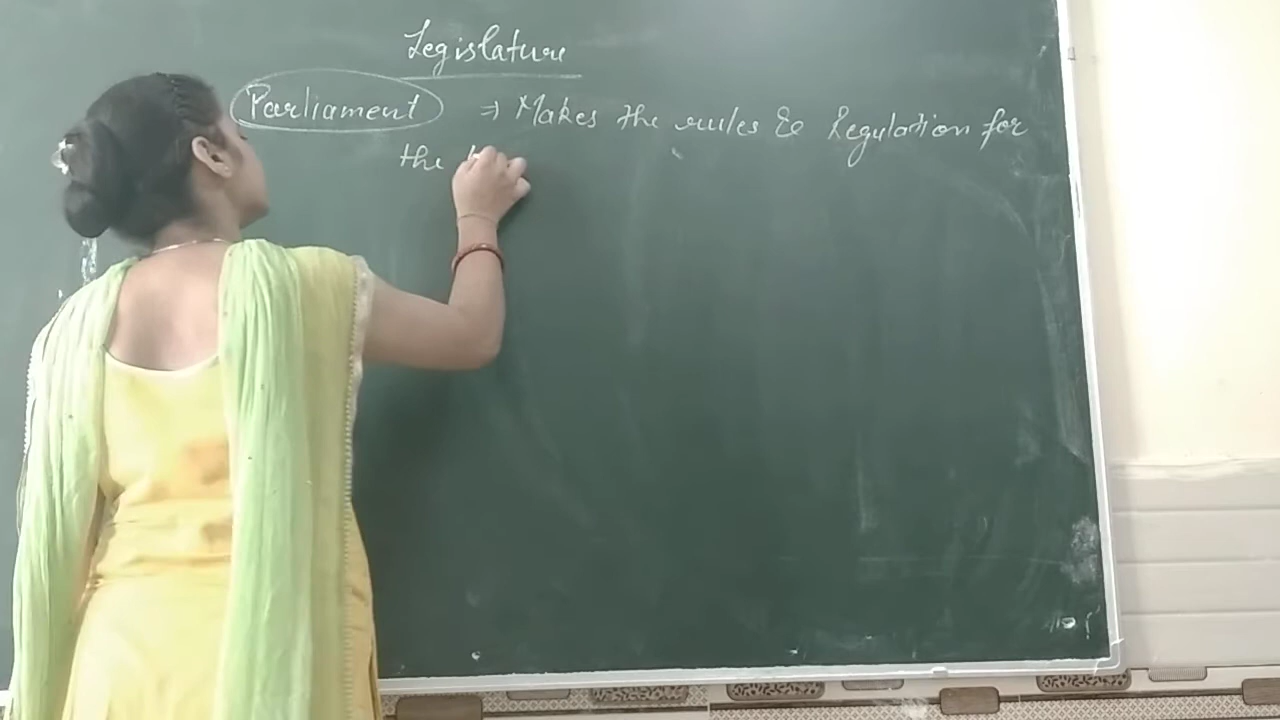 Legislature
Parliament ⇒ Makes the rules & Regulation for
the